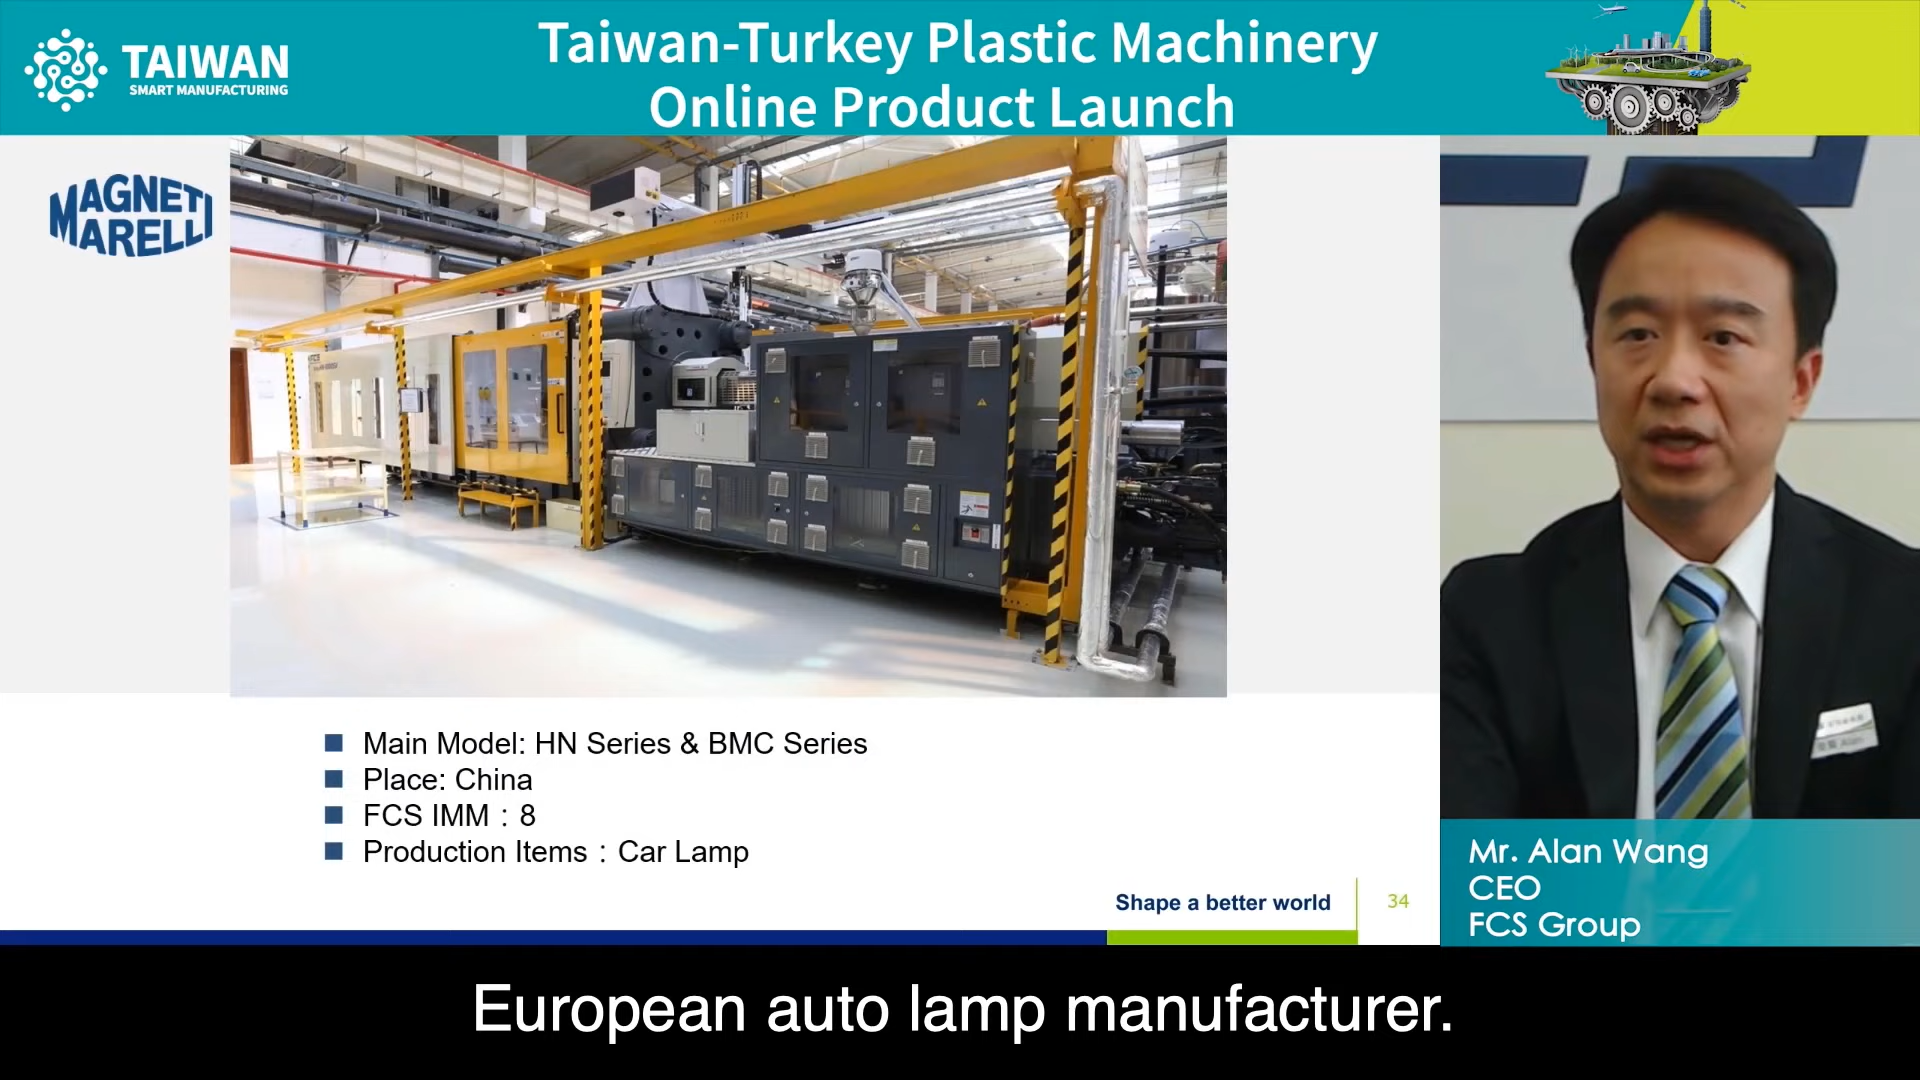 TAIWAN
SMART MANUFACTURING
Taiwan-Turkey Plastic Machinery
Online Product Launch
MAGNETI
MARELLI
Main Model: HN Series & BMC Series
Place: China
FCS IMM：8
Production Items：Car Lamp
Shape a better world
34
Mr. Alan Wang
CEO
FCS Group
European auto lamp manufacturer.